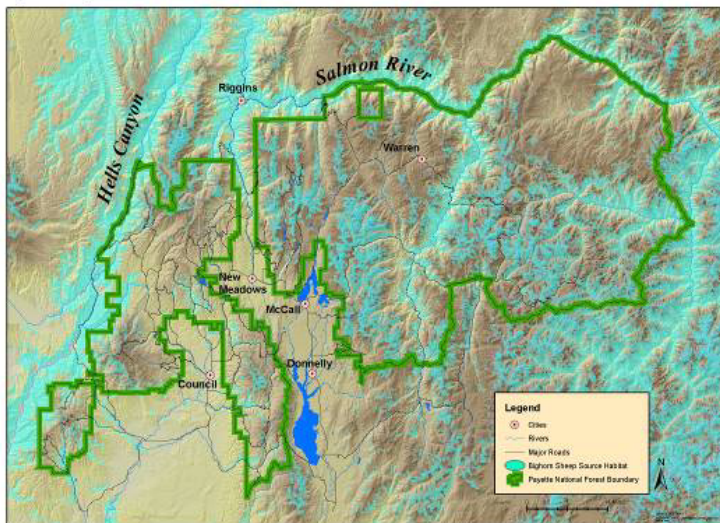 Salmon River
Riggins
Hells Canyon
Warren
New
Meadows
McCall
Donnelly
Council
Legend
Cities
Rivers
Major Roads
Bighorn Sheep Source Habitat
Payette National Forest Boundary
N